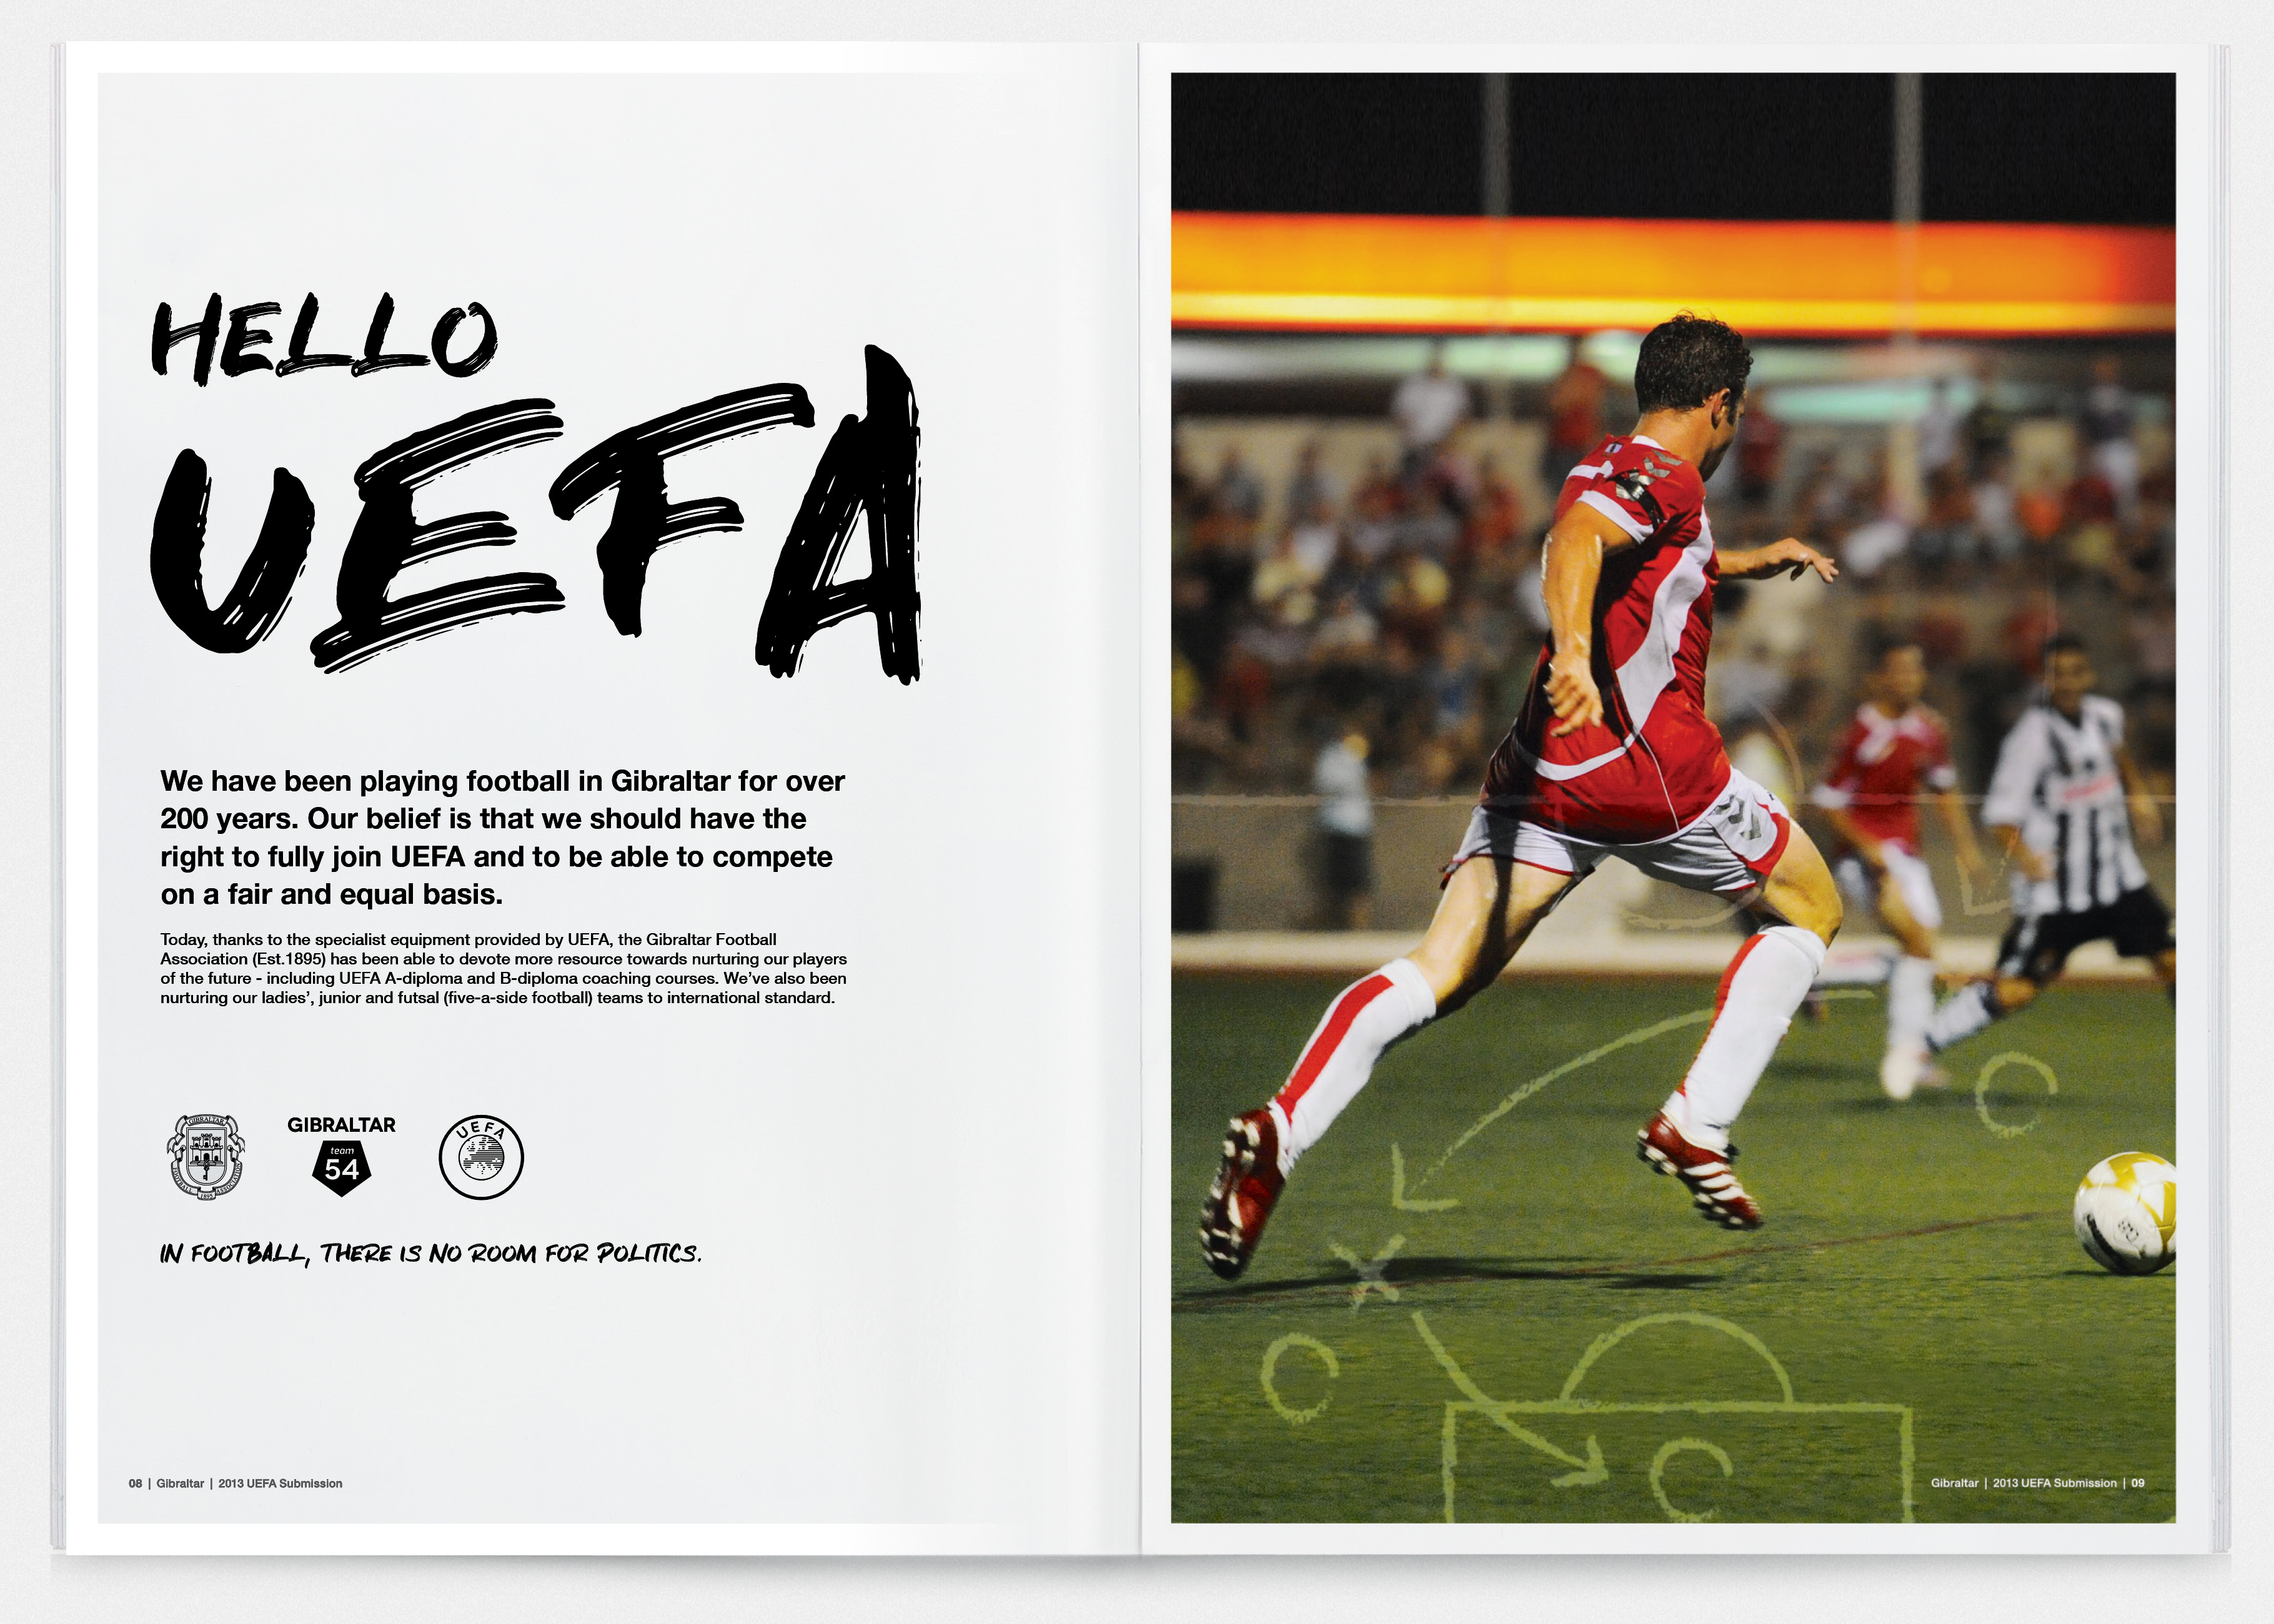 HELLO
UEFA
We have been playing football in Gibraltar for over
200 years. Our belief is that we should have the
right to fully join UEFA and to be able to compete
on a fair and equal basis.
Today, thanks to the specialist equipment provided by UEFA, the Gibraltar Football
Association (Est.1895) has been able to devote more resource towards nurturing our players
of the future - including UEFA A-diploma and B-diploma coaching courses. We've also been
nurturing our ladies', junior and futsal (five-a-side football) teams to international standard.
GIBRALTAR
FOOTBALL ASSOCIATION
1895
GIBRALTAR
team
54
UEFA
IN FOOTBALL, THERE IS NO ROOM FOR POLITICS.
08 | Gibraltar | 2013 UEFA Submission
Gibraltar | 2013 UEFA Submission | 09